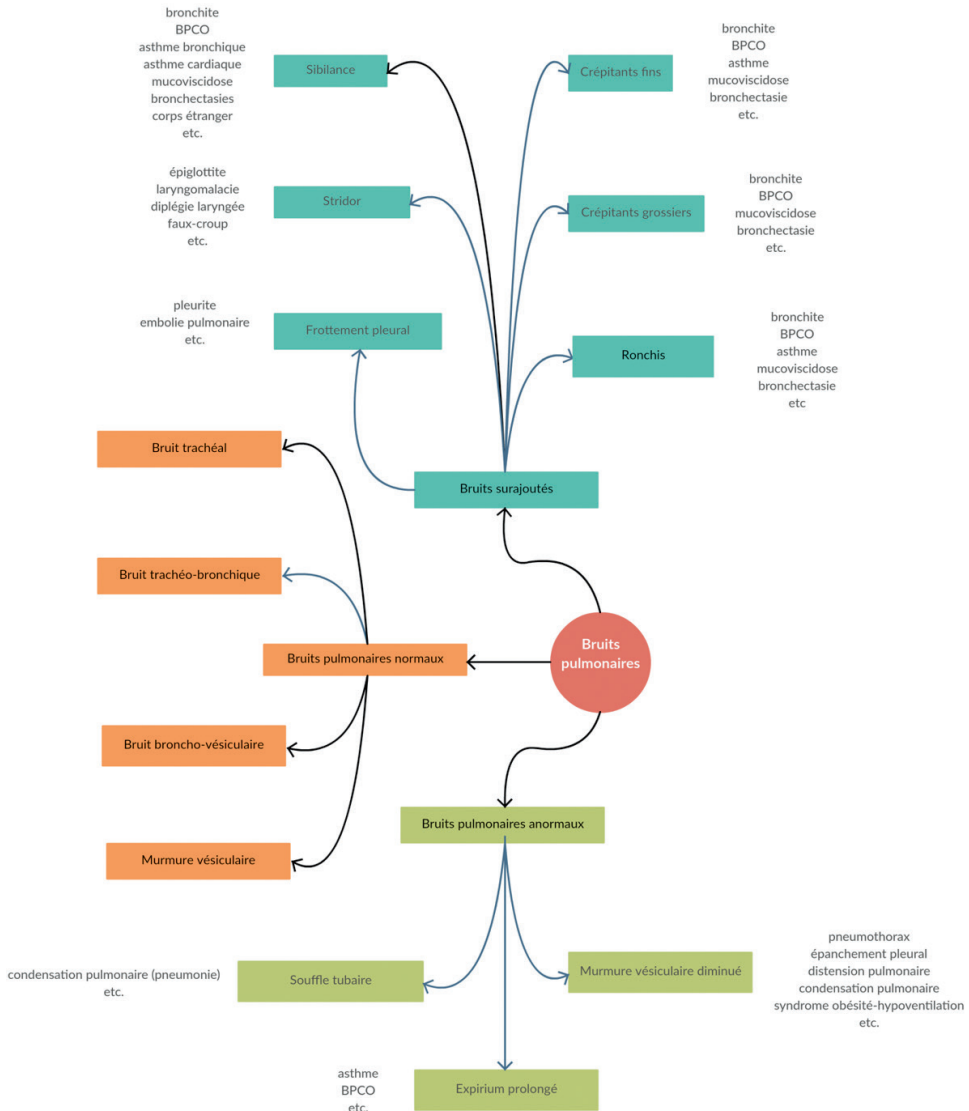 bronchite
BPCO
asthme bronchique
asthme cardiaque
mucoviscidose
bronchectasies
corps étranger
etc.
Sibilance
Crépitants fins
bronchite
BPCO
asthme
mucoviscidose
bronchectasie
etc.
épiglottite
laryngomalacie
diplégie laryngée
faux-croup
etc.
Stridor
Crépitants grossiers
bronchite
BPCO
mucoviscidose
bronchectasie
etc.
pleurite
embolie pulmonaire
etc.
Frottement pleural
Ronchis
bronchite
BPCO
asthme
mucoviscidose
bronchectasie
etc
Bruit trachéal
Bruits surajoutés
Bruit trachéo-bronchique
Bruits pulmonaires normaux
Bruits
pulmonaires
Bruit broncho-vésiculaire
Bruits pulmonaires anormaux
Murmure vésiculaire
condensation pulmonaire (pneumonie)
etc.
Souffle tubaire
Murmure vésiculaire diminué
pneumothorax
épanchement pleural
distension pulmonaire
condensation pulmonaire
syndrome obésité-hypoventilation
etc.
asthme
BPCO
etc.
Expirium prolongé